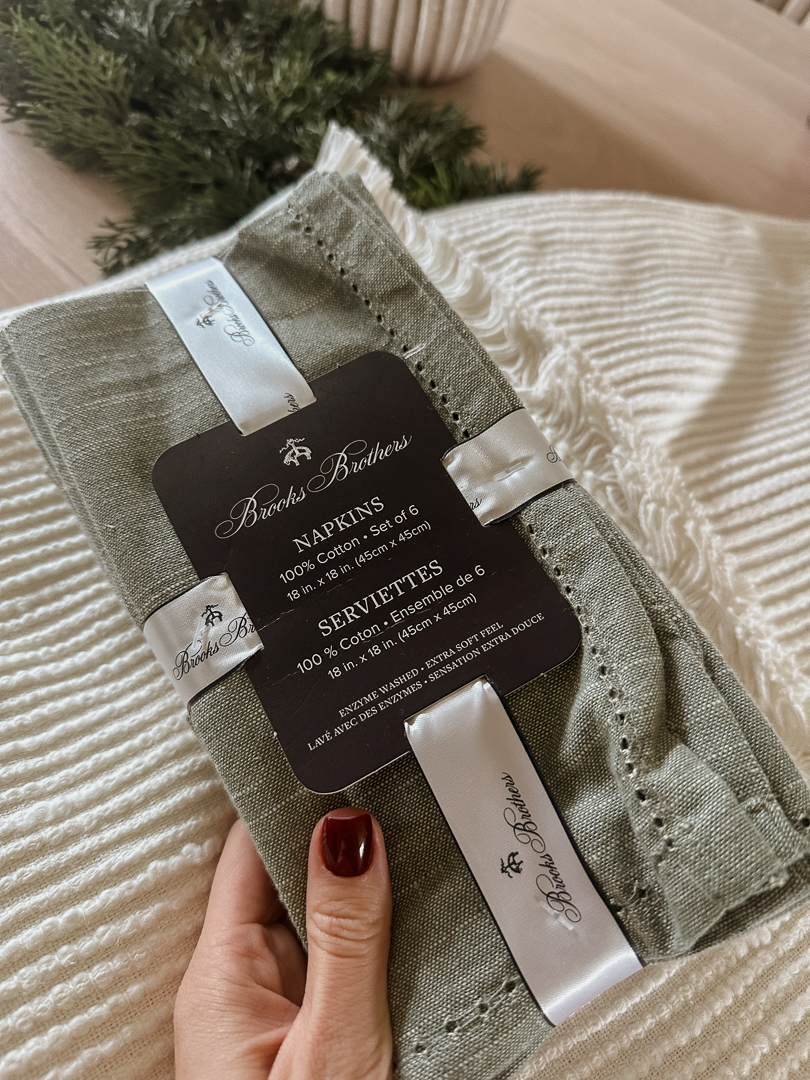 Brooks Brothers
NAPKINS
100% Cotton • Set of 6
18 in. x 18 in. (45cm x 45cm)
SERVIETTES
100 % Coton • Ensemble de 6
18 in. x 18 in. (45cm x 45cm)
ENZYME WASHED • EXTRA SOFT FEEL
LAVÉ AVEC DES ENZYMES • SENSATION EXTRA DOUCE
Brooks Br
Brooks Brothers